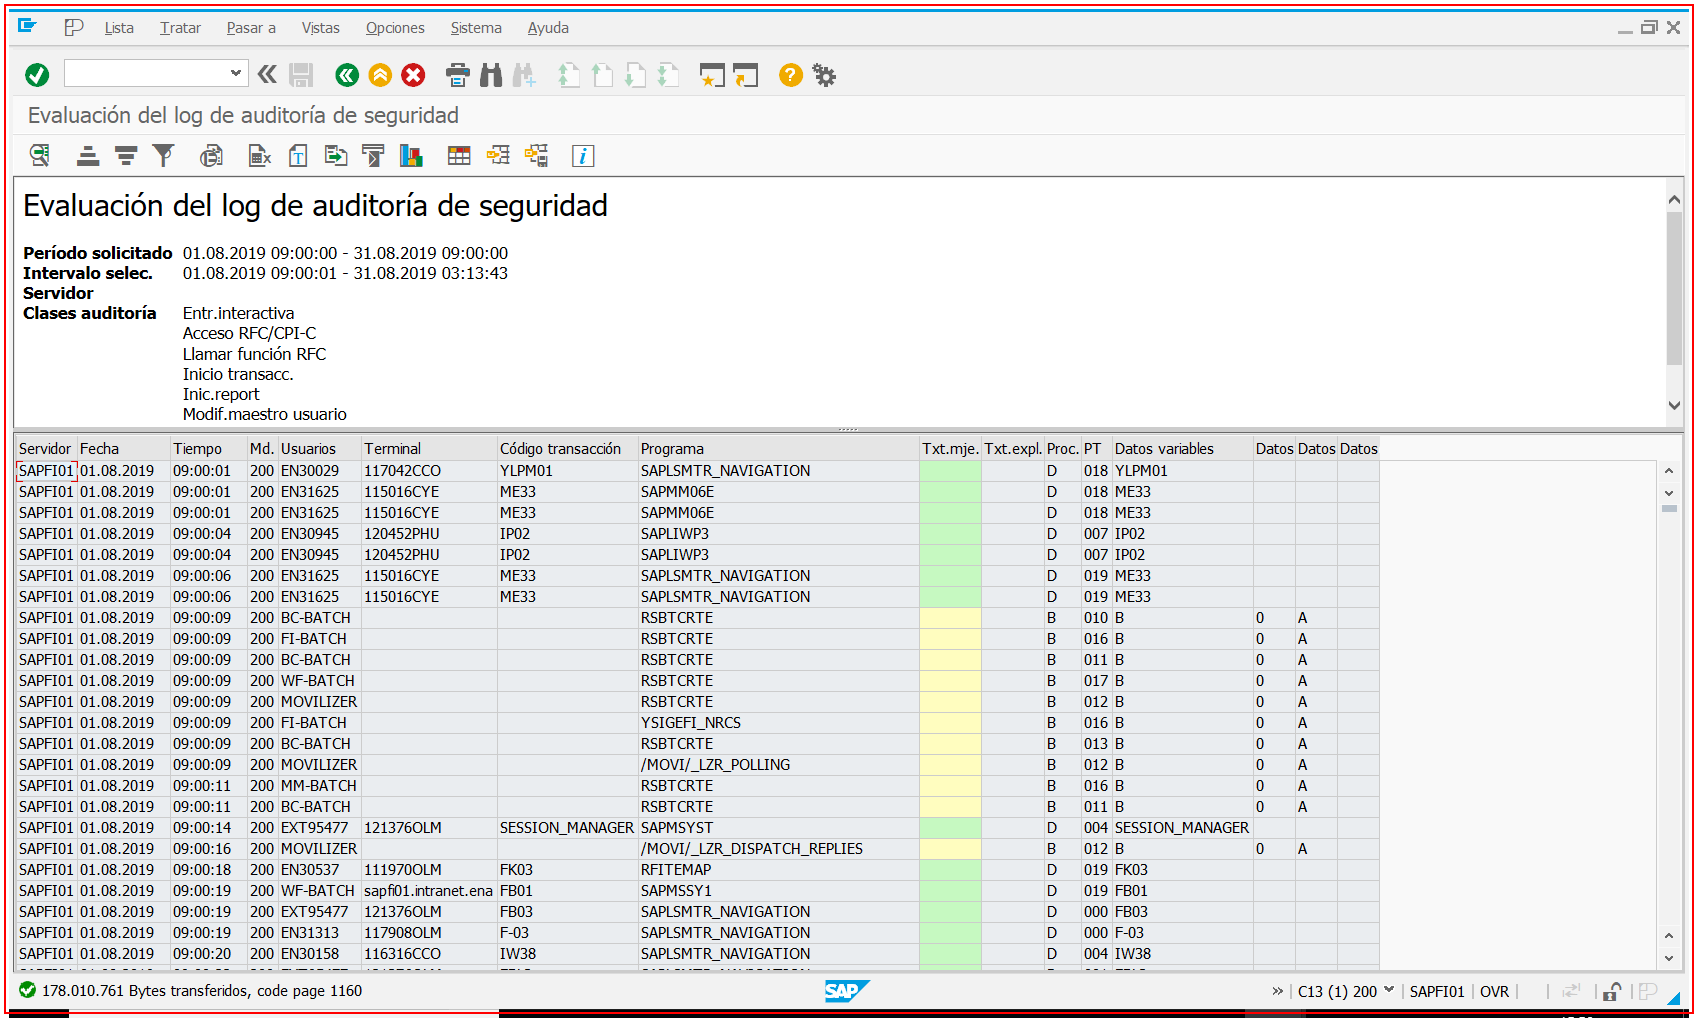 Lista Tratar Pasar a Vistas Opciones Sistema Ayuda
Evaluación del log de auditoría de seguridad
Evaluación del log de auditoría de seguridad
Período solicitado 01.08.2019 09:00:00 - 31.08.2019 09:00:00
Intervalo selec. 01.08.2019 09:00:01 - 31.08.2019 03:13:43
Servidor
Clases auditoría Entr.interactiva
Acceso RFC/CPI-C
Llamar función RFC
Inicio transacc.
Inic.report
Modif.maestro usuario
Servidor Fecha Tiempo Md. Usuarios Terminal Código transacción Programa Txt.mje. Txt.expl. Proc. PT Datos variables Datos Datos Datos
SAPFI01 01.08.2019 09:00:01 200 EN30029 117042CCO YLPM01 SAPLSMTR_NAVIGATION D 018 YLPM01
SAPFI01 01.08.2019 09:00:01 200 EN31625 115016CYE ME33 SAPMM06E D 018 ME33
SAPFI01 01.08.2019 09:00:01 200 EN31625 115016CYE ME33 SAPMM06E D 018 ME33
SAPFI01 01.08.2019 09:00:04 200 EN30945 120452PHU IP02 SAPLIWP3 D 007 IP02
SAPFI01 01.08.2019 09:00:04 200 EN30945 120452PHU IP02 SAPLIWP3 D 007 IP02
SAPFI01 01.08.2019 09:00:06 200 EN31625 115016CYE ME33 SAPLSMTR_NAVIGATION D 019 ME33
SAPFI01 01.08.2019 09:00:06 200 EN31625 115016CYE ME33 SAPLSMTR_NAVIGATION D 019 ME33
SAPFI01 01.08.2019 09:00:09 200 BC-BATCH RSBTCRTE B 010 B 0 A
SAPFI01 01.08.2019 09:00:09 200 FI-BATCH RSBTCRTE B 016 B 0 A
SAPFI01 01.08.2019 09:00:09 200 BC-BATCH RSBTCRTE B 011 B 0 A
SAPFI01 01.08.2019 09:00:09 200 WF-BATCH RSBTCRTE B 017 B 0 A
SAPFI01 01.08.2019 09:00:09 200 MOVILIZER RSBTCRTE B 012 B 0 A
SAPFI01 01.08.2019 09:00:09 200 FI-BATCH YSIGEFI_NRCS B 016 B 0 A
SAPFI01 01.08.2019 09:00:09 200 BC-BATCH RSBTCRTE B 013 B 0 A
SAPFI01 01.08.2019 09:00:09 200 MOVILIZER /MOVI/_LZR_POLLING B 012 B 0 A
SAPFI01 01.08.2019 09:00:11 200 MM-BATCH RSBTCRTE B 016 B 0 A
SAPFI01 01.08.2019 09:00:11 200 BC-BATCH RSBTCRTE B 011 B 0 A
SAPFI01 01.08.2019 09:00:14 200 EXT95477 121376OLM SESSION_MANAGER SAPMSYST D 004 SESSION_MANAGER
SAPFI01 01.08.2019 09:00:16 200 MOVILIZER /MOVI/_LZR_DISPATCH_REPLIES B 012 B 0 A
SAPFI01 01.08.2019 09:00:18 200 EN30537 111970OLM FK03 RFITEMAP D 019 FK03
SAPFI01 01.08.2019 09:00:19 200 WF-BATCH sapfi01.intranet.ena FB01 SAPMSSY1 D 019 FB01
SAPFI01 01.08.2019 09:00:19 200 EXT95477 121376OLM FB03 SAPLSMTR_NAVIGATION D 000 FB03
SAPFI01 01.08.2019 09:00:19 200 EN31313 117908OLM F-03 SAPLSMTR_NAVIGATION D 000 F-03
SAPFI01 01.08.2019 09:00:20 200 EN30158 116316CCO IW38 SAPLSMTR_NAVIGATION D 004 IW38
178.010.761 Bytes transferidos, code page 1160 SAP C13 (1) 200 SAPFI01 OVR